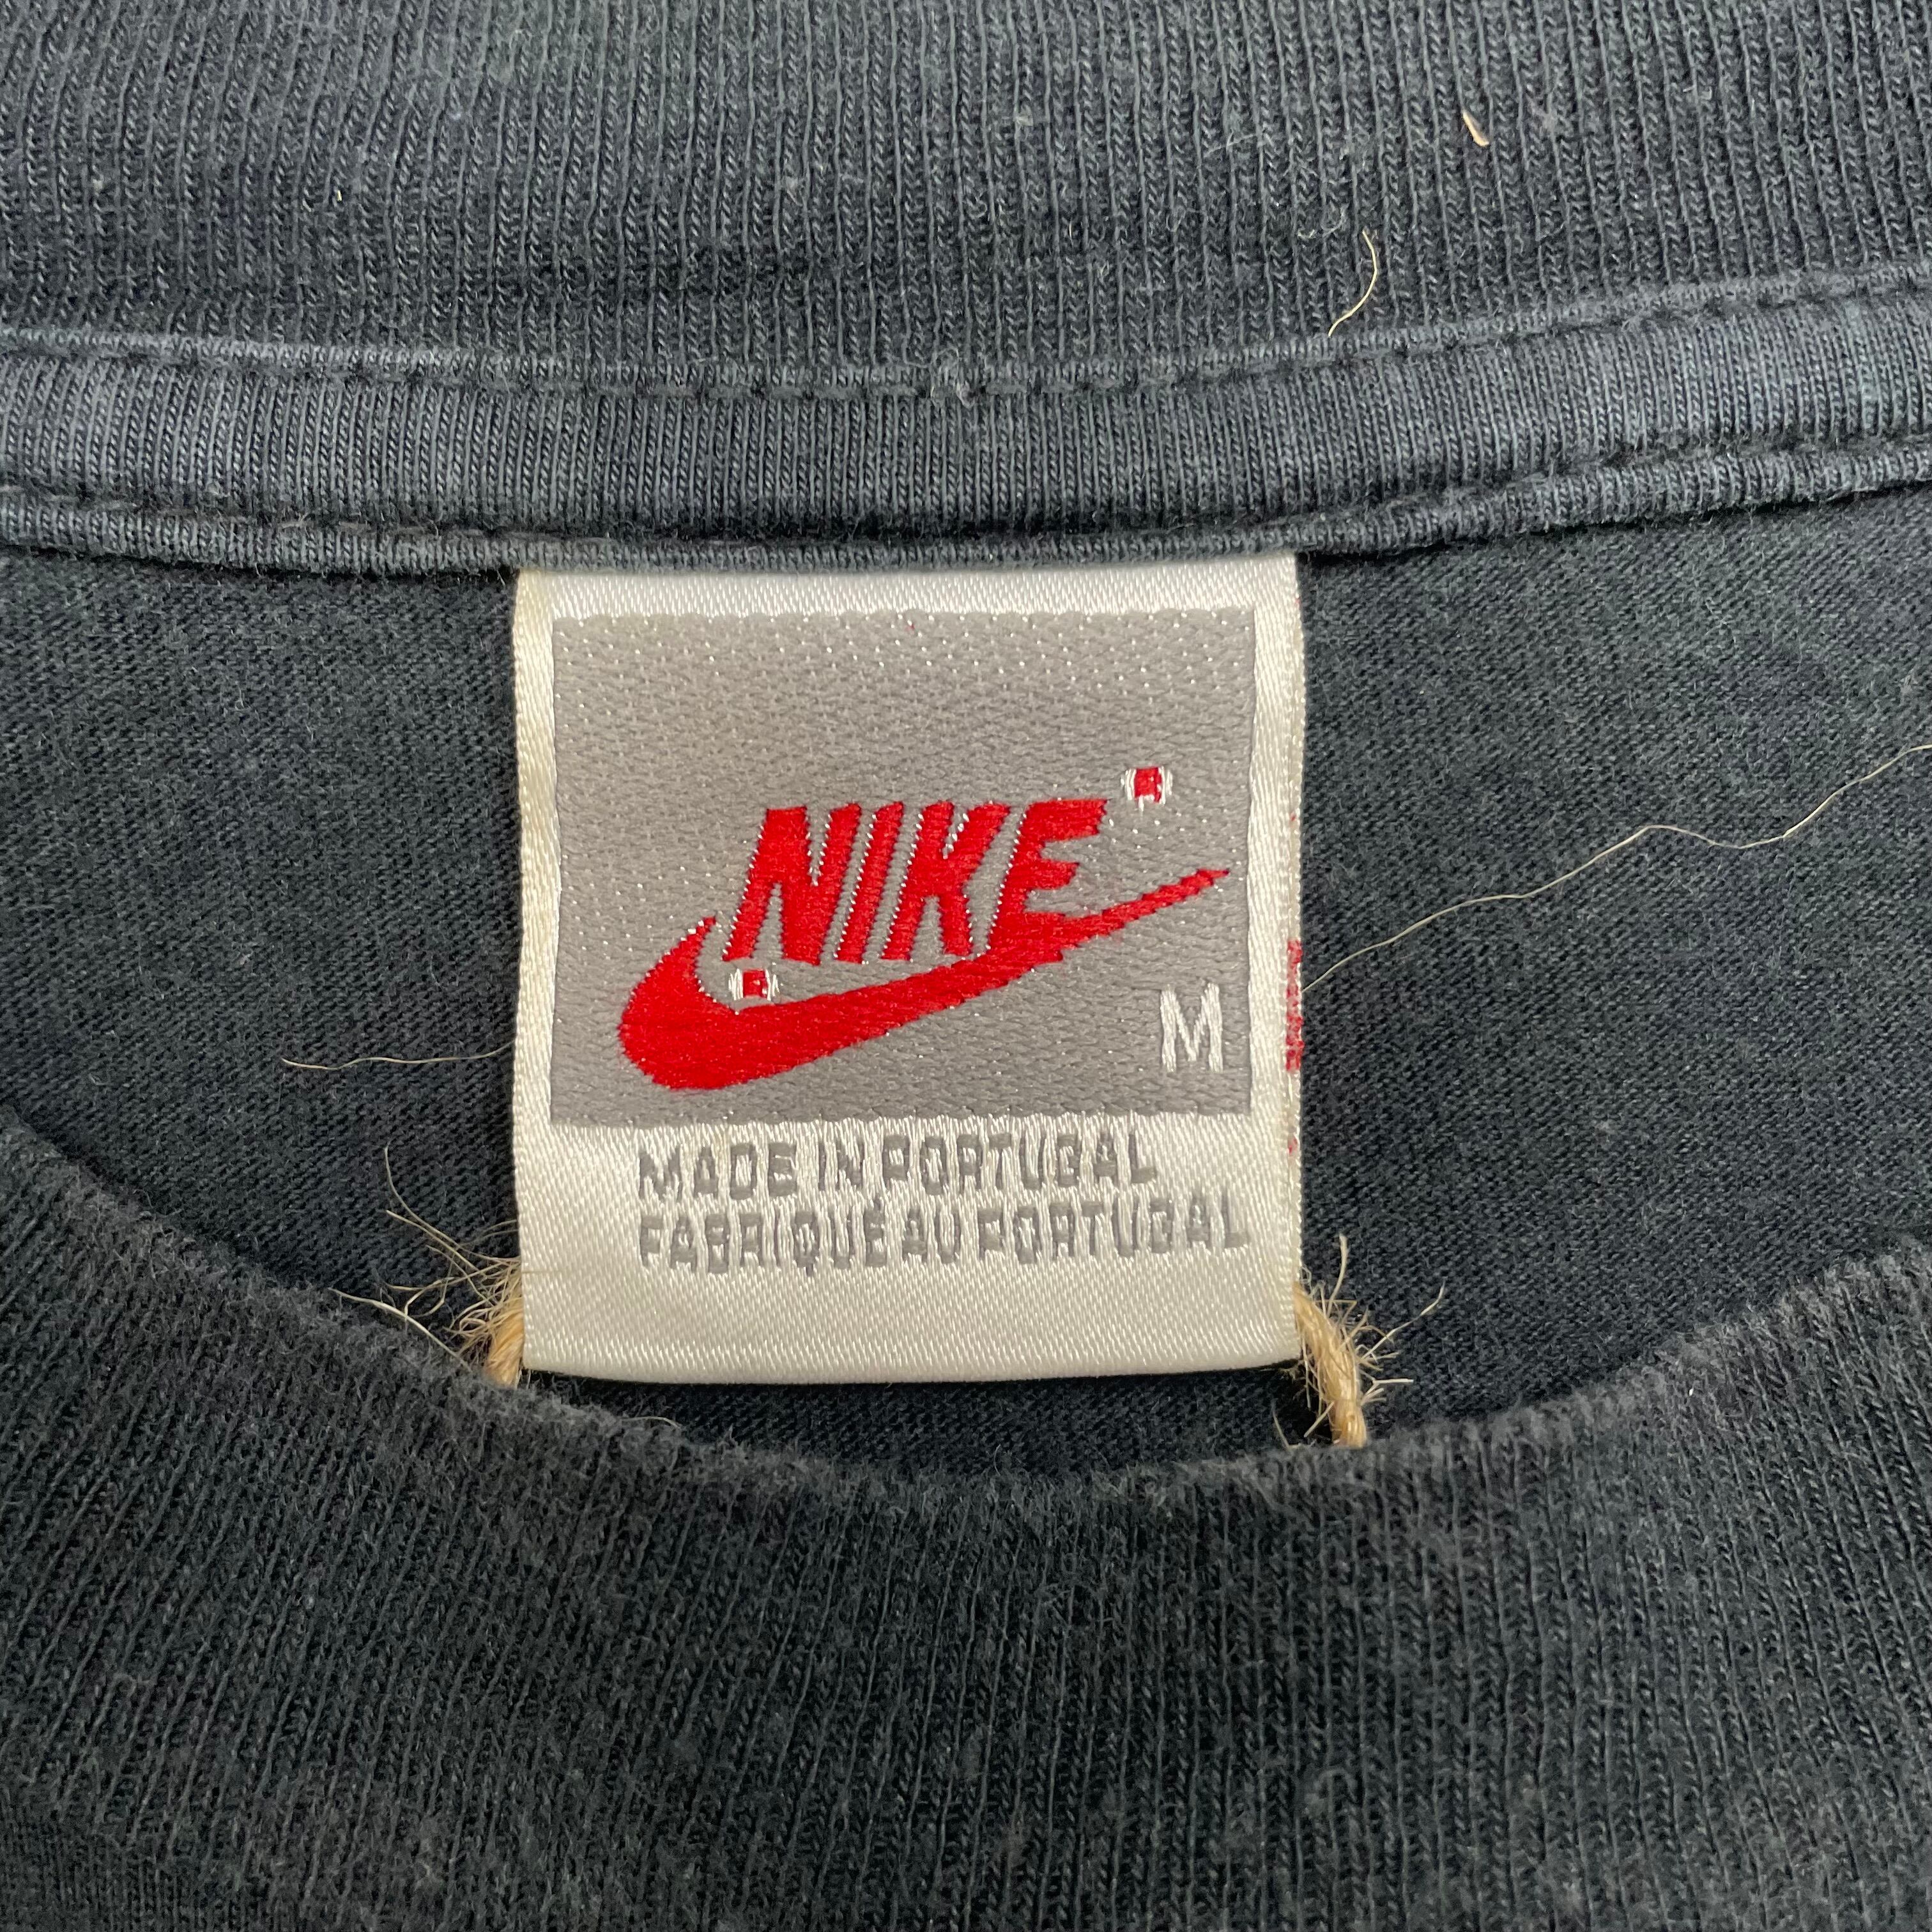 NIKE
M
MADE IN PORTUGAL
FABRIQUÉ AU PORTUGAL